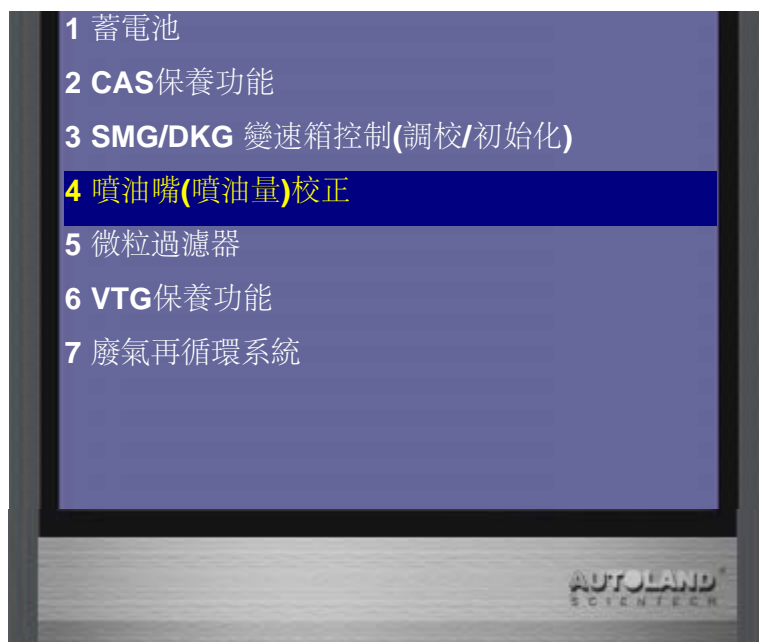 1 蓄電池
2 CAS保養功能
3 SMG/DKG 變速箱控制(調校/初始化)
4 噴油嘴(噴油量)校正
5 微粒過濾器
6 VTG保養功能
7 廢氣再循環系統
AUTOLAND
SCIENTECH